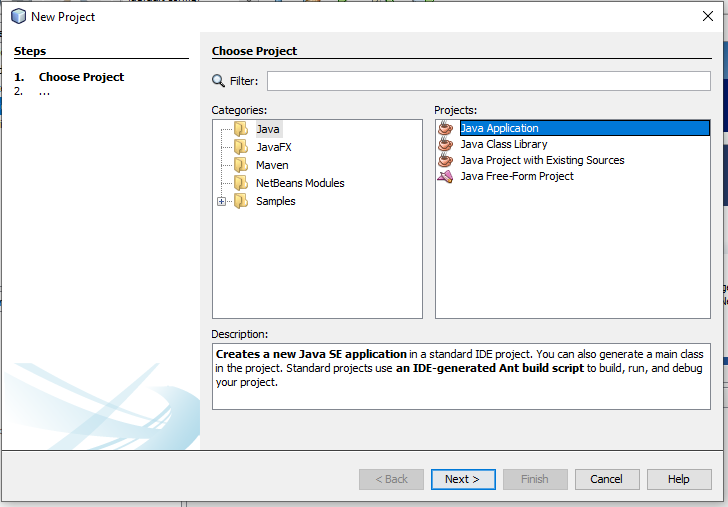 New Project
Steps
1. Choose Project
2. ...
Choose Project
Filter:
Categories:
Java
JavaFX
Maven
NetBeans Modules
Samples
Projects:
Java Application
Java Class Library
Java Project with Existing Sources
Java Free-Form Project
Description:
Creates a new Java SE application in a standard IDE project. You can also generate a main class
in the project. Standard projects use an IDE-generated Ant build script to build, run, and debug
your project.
< Back
Next >
Finish
Cancel
Help